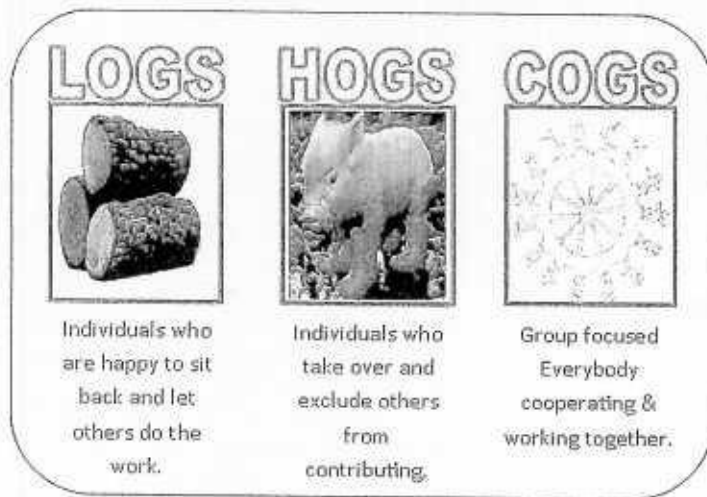 LOGS
Individuals who
are happy to sit
back and let
others do the
work.
HOGS
Individuals who
take over and
exclude others
from
contributing.
COGS
Group focused
Everybody
cooperating &
working together.